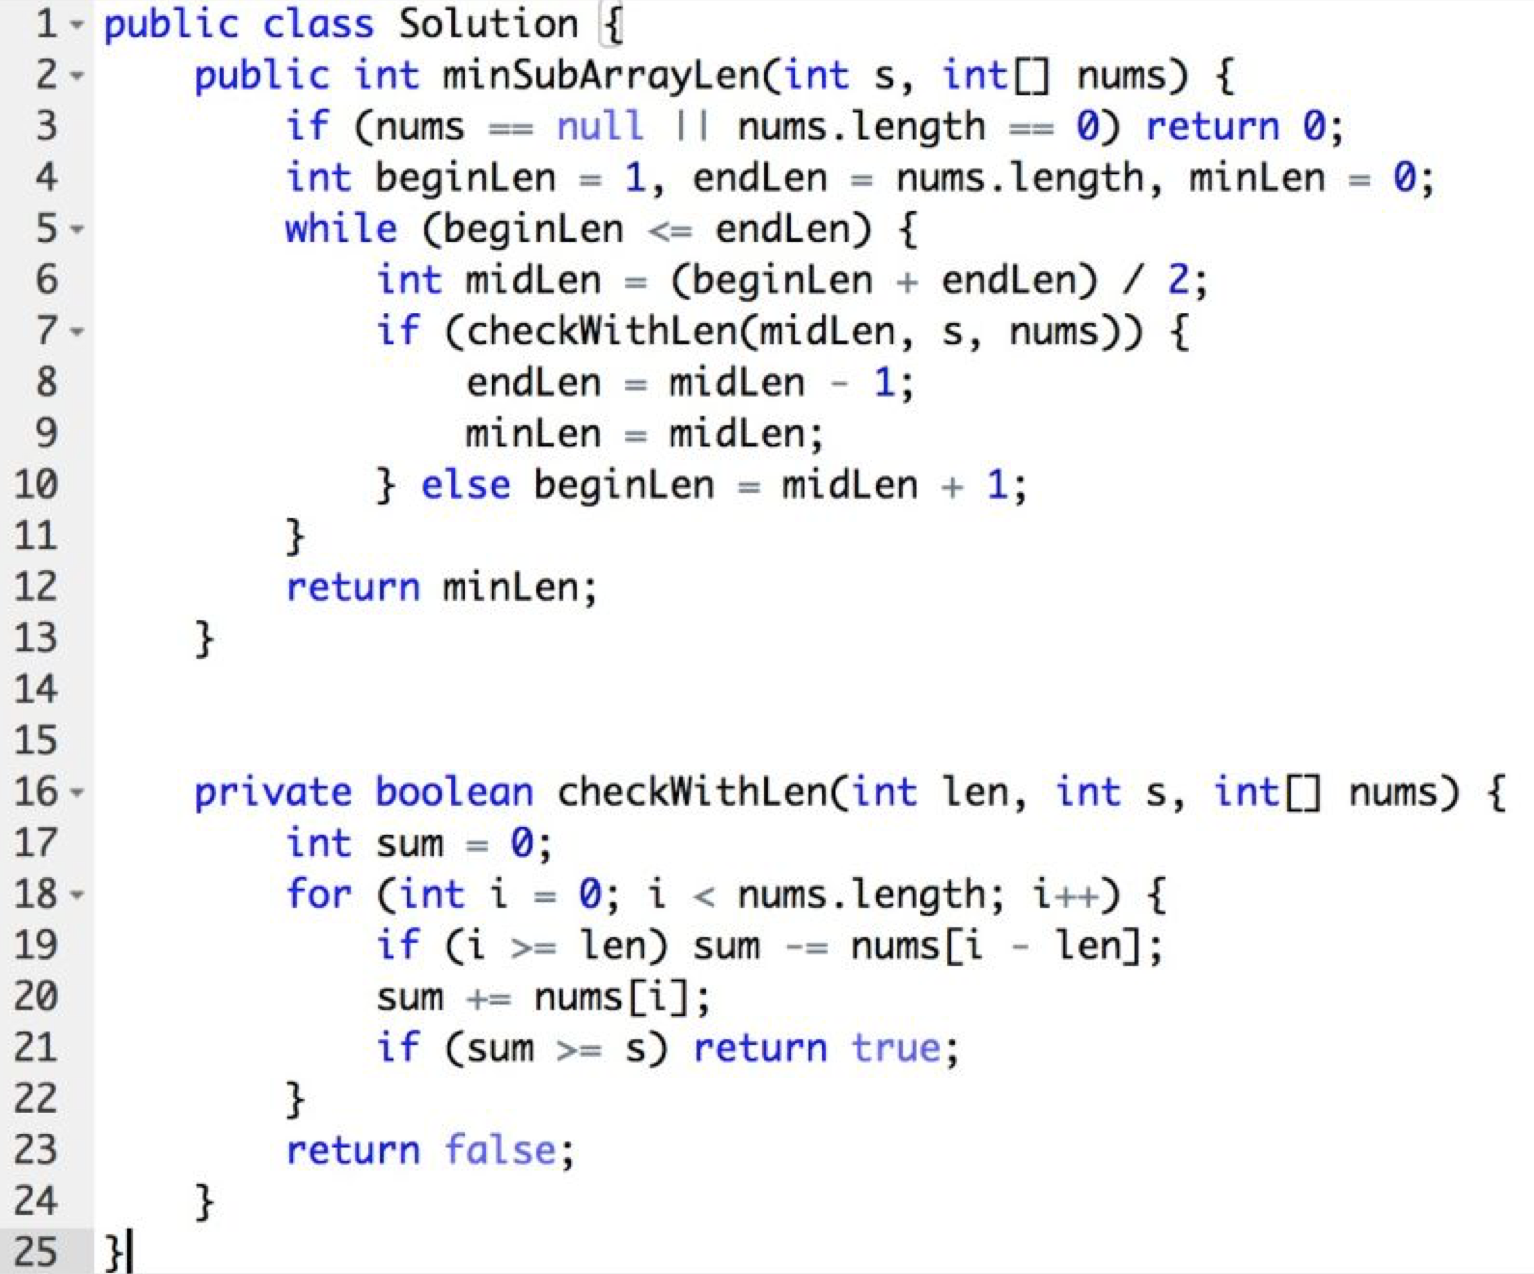 1 public class Solution {
2     public int minSubArrayLen(int s, int[] nums) {
3         if (nums == null || nums.length == 0) return 0;
4         int beginLen = 1, endLen = nums.length, minLen = 0;
5         while (beginLen <= endLen) {
6             int midLen = (beginLen + endLen) / 2;
7             if (checkWithLen(midLen, s, nums)) {
8                 endLen = midLen - 1;
9                 minLen = midLen;
10             } else beginLen = midLen + 1;
11         }
12         return minLen;
13     }
14
15
16     private boolean checkWithLen(int len, int s, int[] nums) {
17         int sum = 0;
18         for (int i = 0; i < nums.length; i++) {
19             if (i >= len) sum -= nums[i - len];
20             sum += nums[i];
21             if (sum >= s) return true;
22         }
23         return false;
24     }
25 }